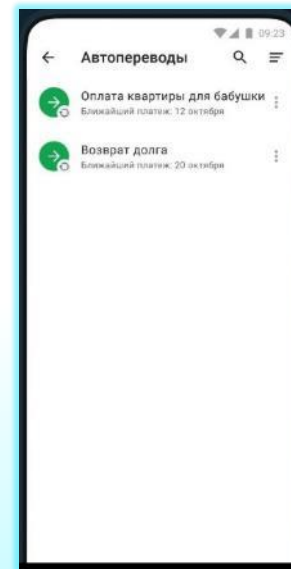 09:23
Автопереводы
Оплата квартиры для бабушки
Ближайший платеж: 12 октября
Возврат долга
Ближайший платеж: 20 октября